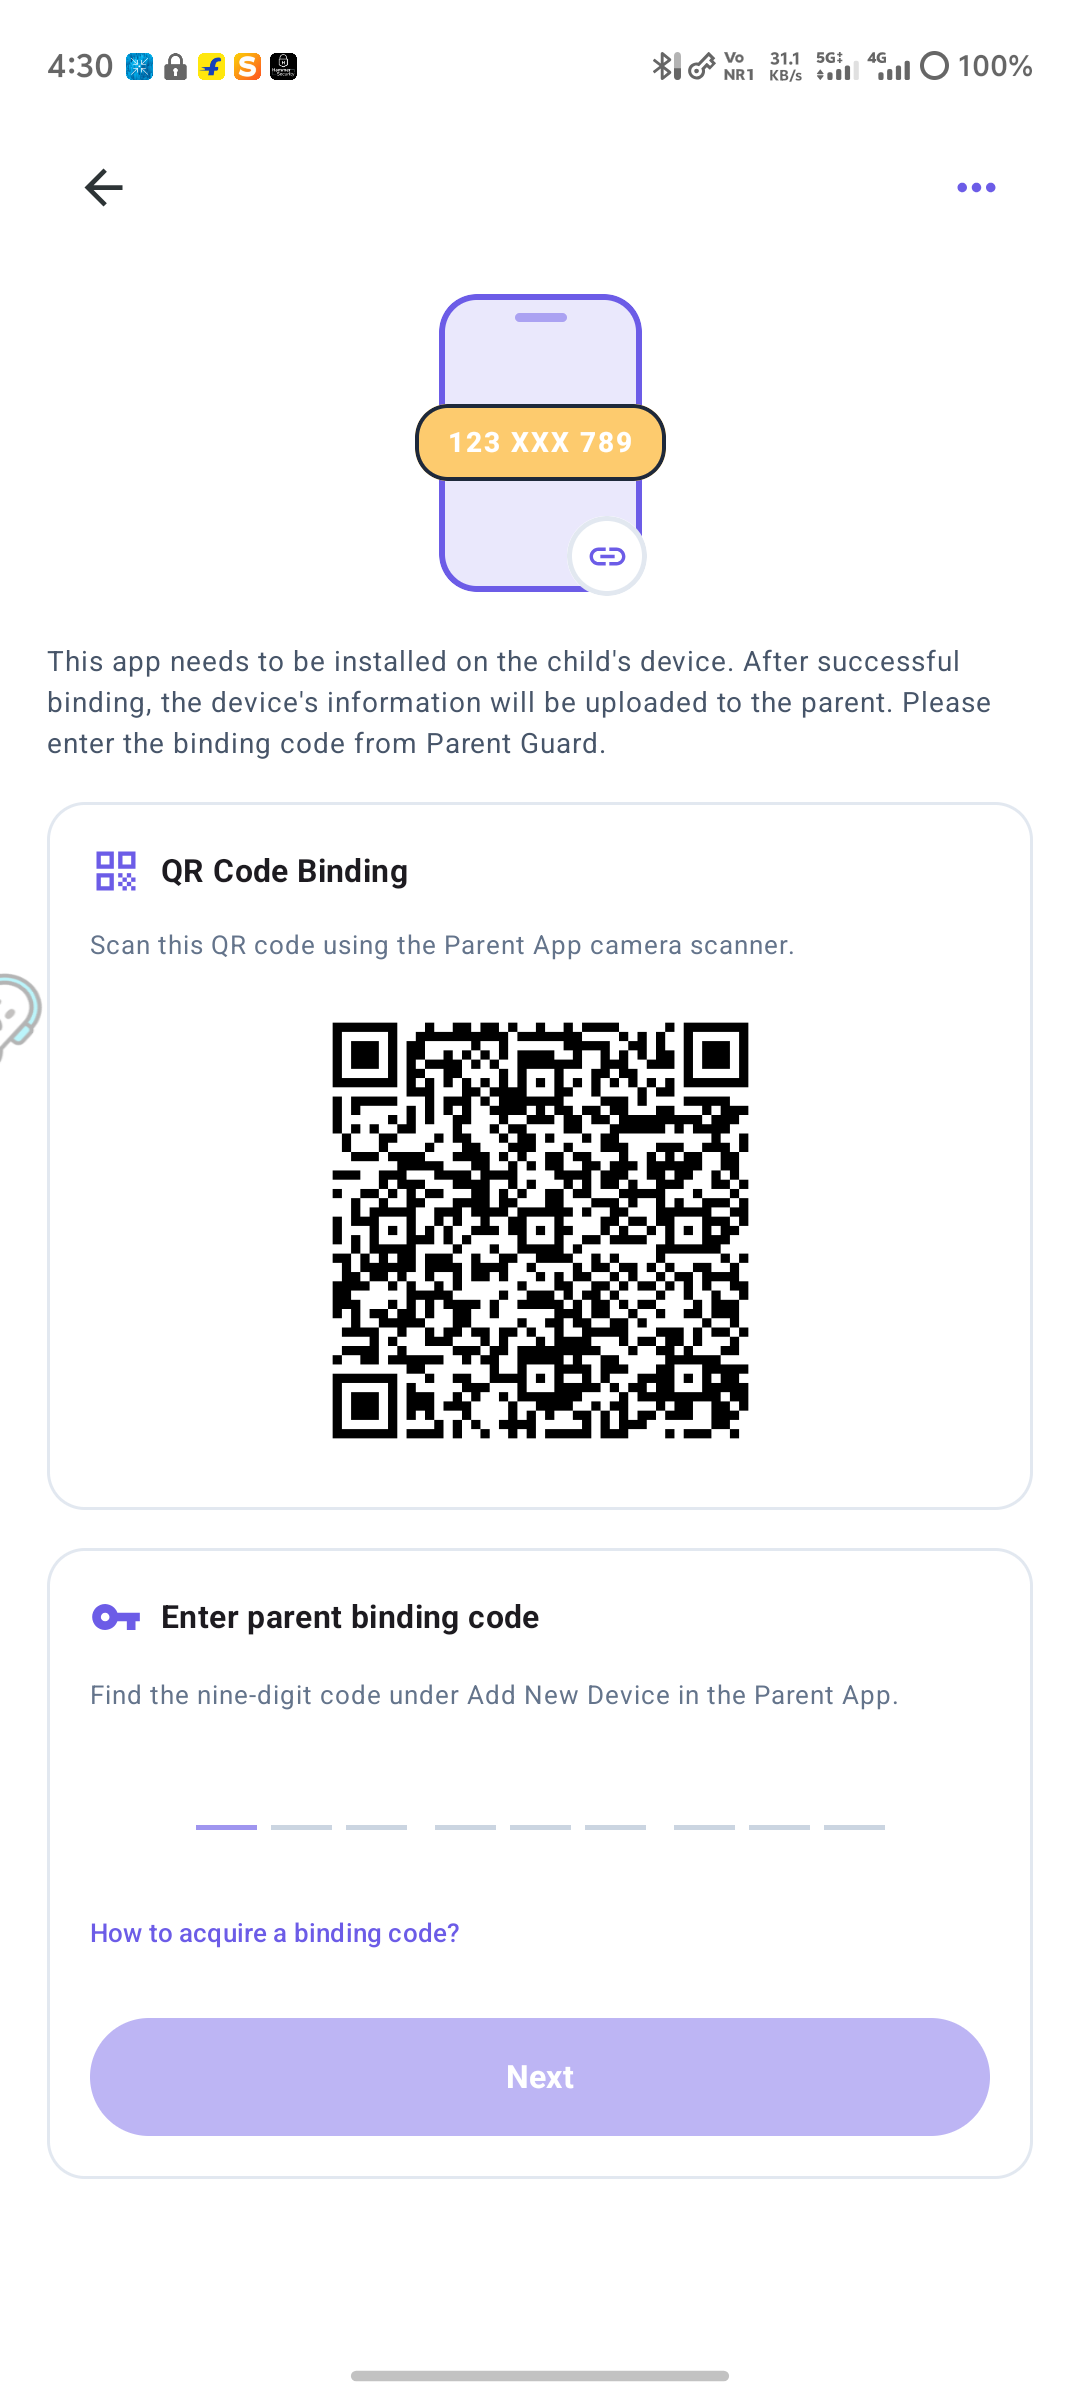 4:30
Vo NR1 31.1 KB/s 5G 4G 100%
123 XXX 789
This app needs to be installed on the child's device. After successful
binding, the device's information will be uploaded to the parent. Please
enter the binding code from Parent Guard.
QR Code Binding
Scan this QR code using the Parent App camera scanner.
Enter parent binding code
Find the nine-digit code under Add New Device in the Parent App.
How to acquire a binding code?
Next